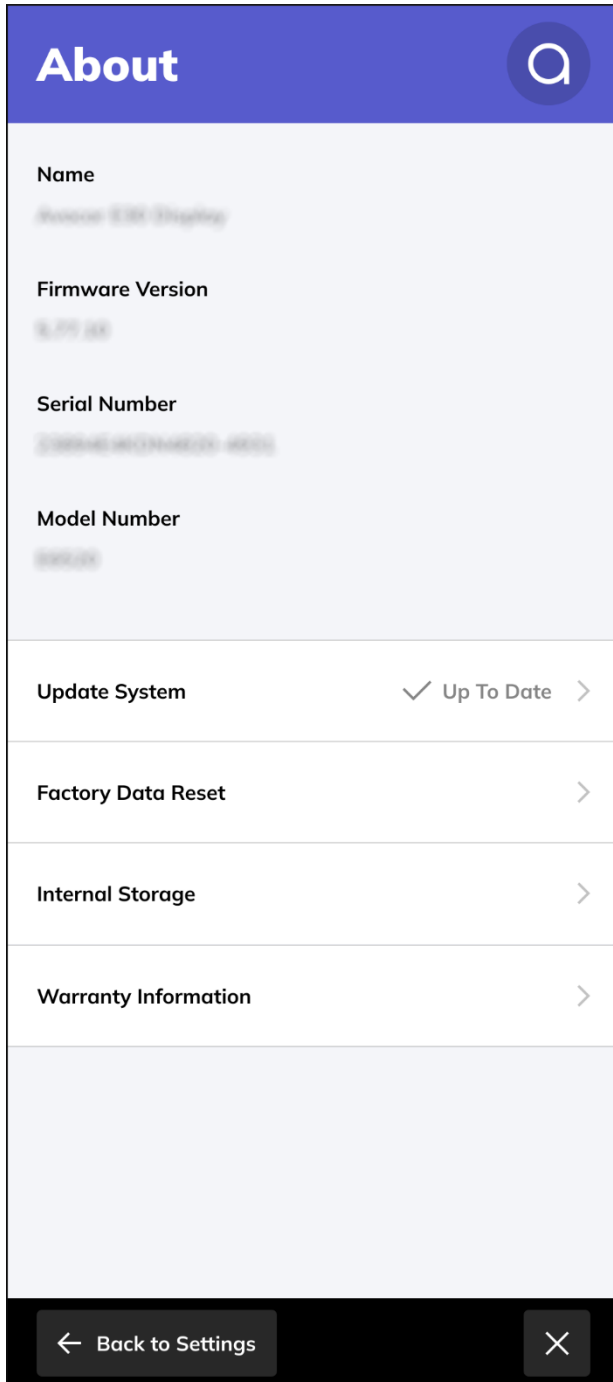 About
Name
Firmware Version
Serial Number
Model Number
Update System
Up To Date
Factory Data Reset
Internal Storage
Warranty Information
Back to Settings